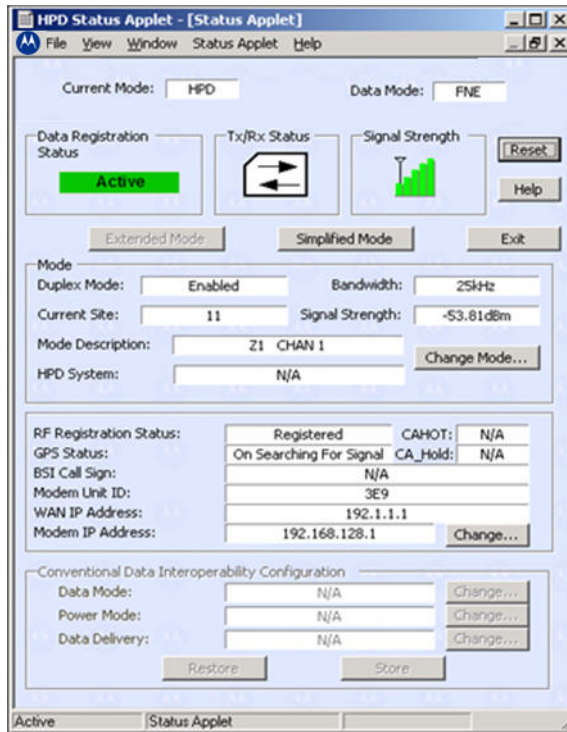 HPD Status Applet - [Status Applet]
File View Window Status Applet Help
Current Mode: HPD Data Mode: FNE
Data Registration Status Tx/Rx Status Signal Strength
Active
Reset
Help
Extended Mode Simplified Mode Exit
Mode
Duplex Mode: Enabled Bandwidth: 25kHz
Current Site: 11 Signal Strength: -53.81dBm
Mode Description: Z1 CHAN 1
Change Mode...
HPD System: N/A
RF Registration Status: Registered CAHOT: N/A
GPS Status: On Searching For Signal CA_Hold: N/A
BSI Call Sign: N/A
Modem Unit ID: 3E9
WAN IP Address: 192.1.1.1
Modem IP Address: 192.168.128.1 Change...
Conventional Data Interoperability Configuration
Data Mode: N/A Change...
Power Mode: N/A Change...
Data Delivery: N/A Change...
Restore Store
Active Status Applet